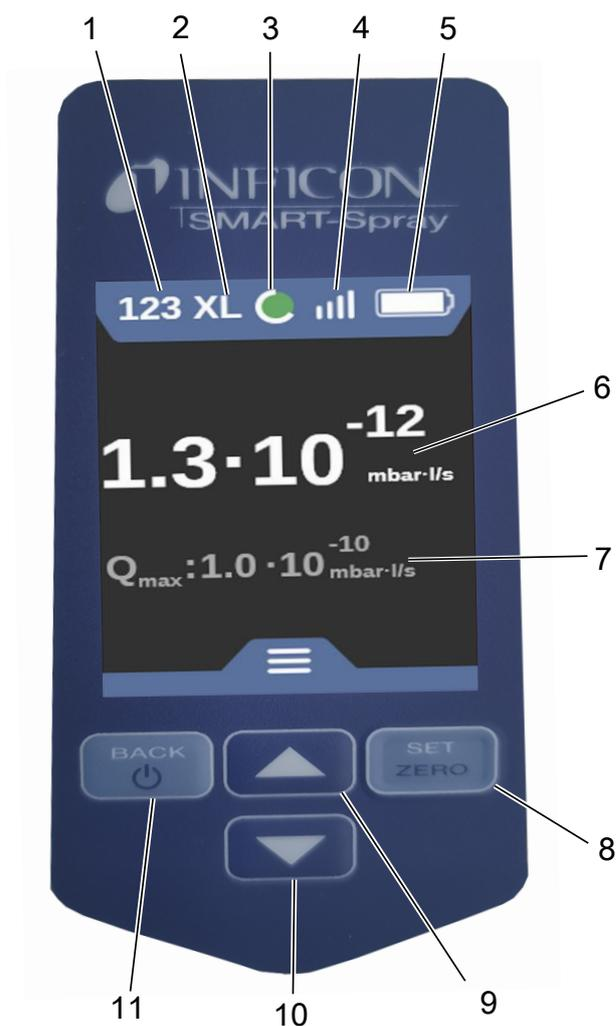 1 2 3 4 5
INFICON
SMART-Spray
123 XL
6
1.3·10⁻¹² mbar·l/s
7
Qmax:1.0 ·10⁻¹⁰ mbar·l/s
BACK SET
ZERO
8
9
10
11